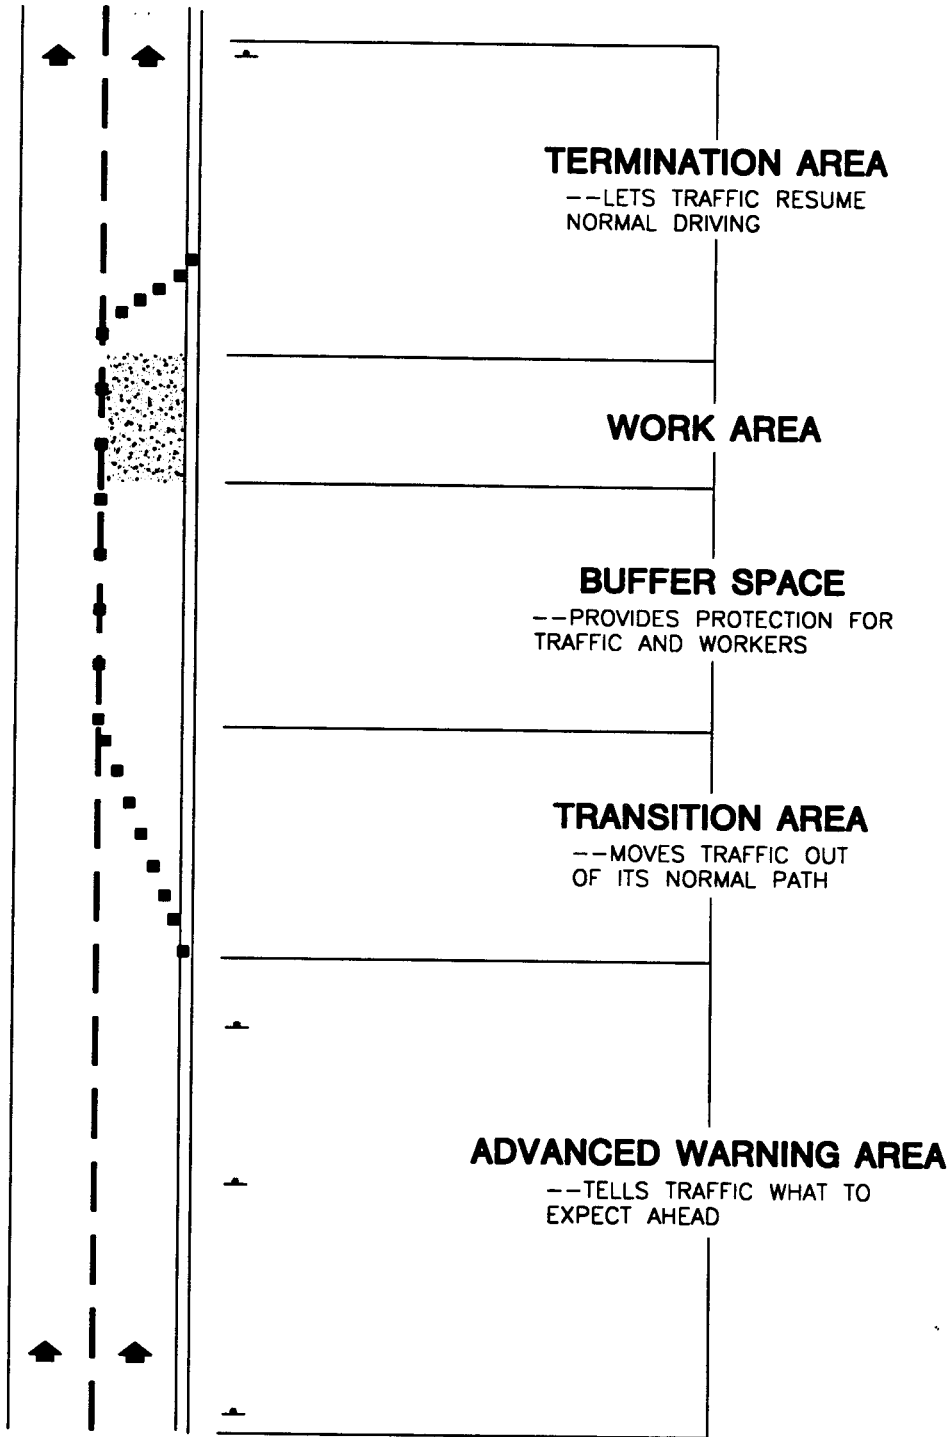 TERMINATION AREA
--LETS TRAFFIC RESUME
NORMAL DRIVING
WORK AREA
BUFFER SPACE
--PROVIDES PROTECTION FOR
TRAFFIC AND WORKERS
TRANSITION AREA
--MOVES TRAFFIC OUT
OF ITS NORMAL PATH
ADVANCED WARNING AREA
--TELLS TRAFFIC WHAT TO
EXPECT AHEAD